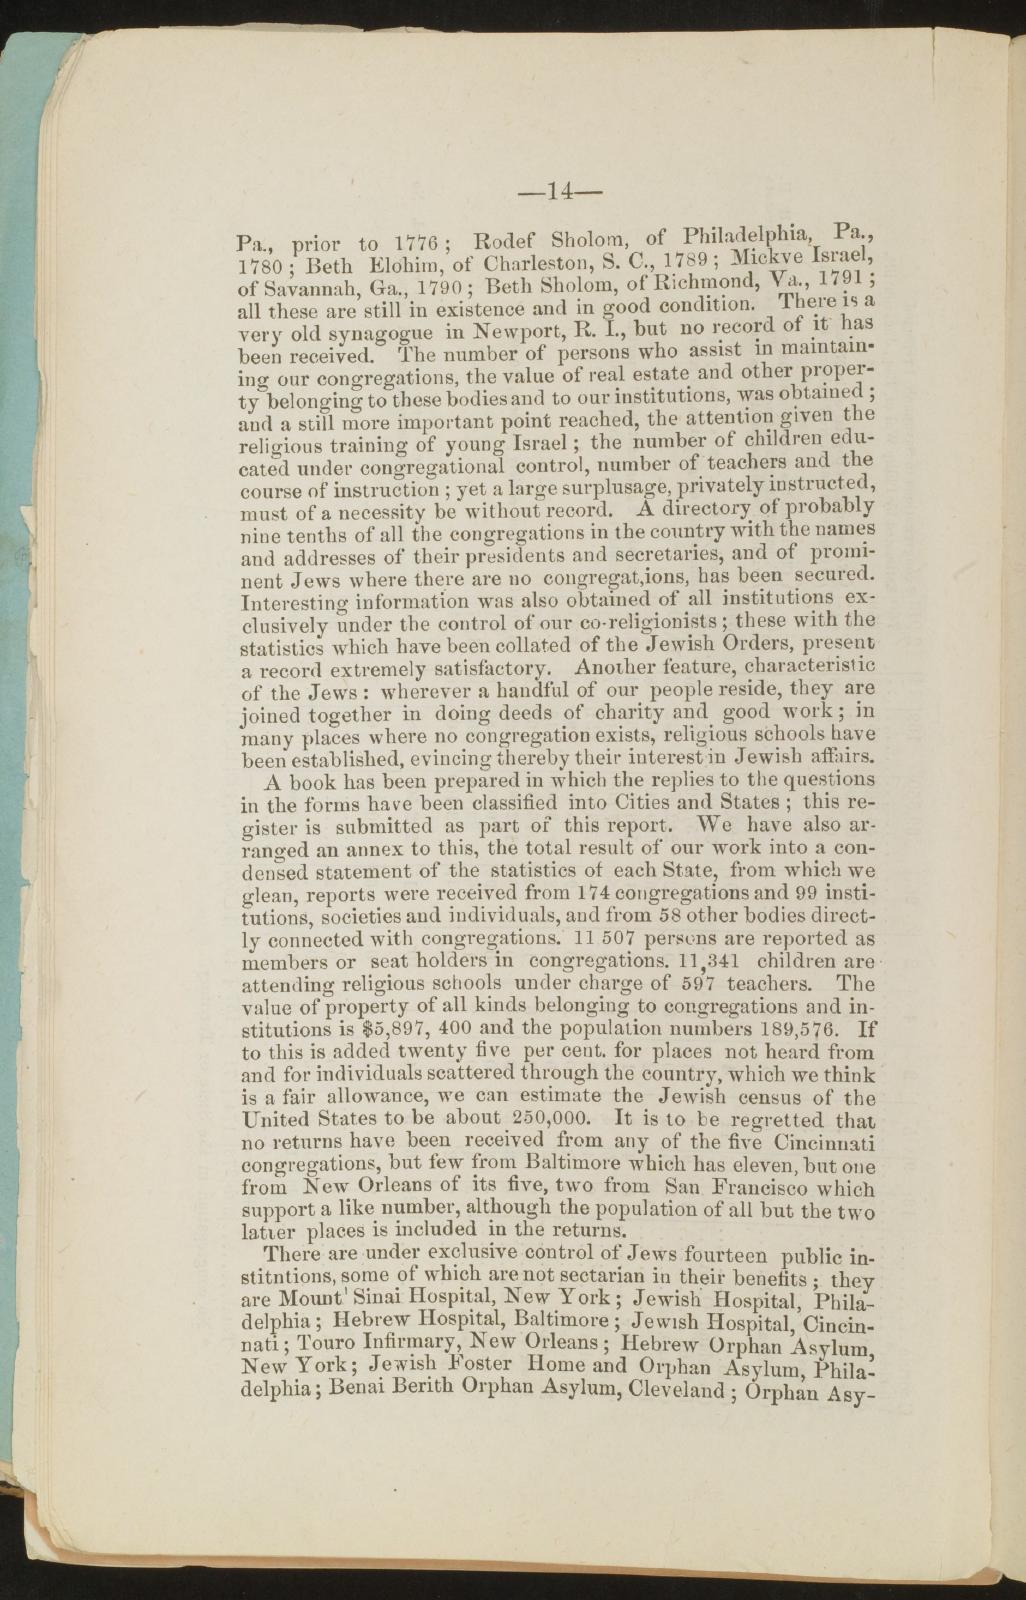 —14—
Pa., prior to 1776 ; Rodef Sholom, of Philadelphia, Pa.,
1780 ; Beth Elohim, of Charleston, S. C., 1789 ; Mickve Israel,
of Savannah, Ga., 1790 ; Beth Sholom, of Richmond, Va., 1791 ;
all these are still in existence and in good condition. There is a
very old synagogue in Newport, R. I., but no record of it has
been received. The number of persons who assist in maintain-
ing our congregations, the value of real estate and other proper-
ty belonging to these bodies and to our institutions, was obtained ;
and a still more important point reached, the attention given the
religious training of young Israel ; the number of children edu-
cated under congregational control, number of teachers and the
course of instruction ; yet a large surplusage, privately instructed,
must of a necessity be without record. A directory of probably
nine tenths of all the congregations in the country with the names
and addresses of their presidents and secretaries, and of promi-
nent Jews where there are no congregat,ions, has been secured.
Interesting information was also obtained of all institutions ex-
clusively under the control of our co-religionists ; these with the
statistics which have been collated of the Jewish Orders, present
a record extremely satisfactory. Another feature, characteristic
of the Jews : wherever a handful of our people reside, they are
joined together in doing deeds of charity and good work ; in
many places where no congregation exists, religious schools have
been established, evincing thereby their interest in Jewish affairs.
A book has been prepared in which the replies to the questions
in the forms have been classified into Cities and States ; this re-
gister is submitted as part of this report. We have also ar-
ranged an annex to this, the total result of our work into a con-
densed statement of the statistics of each State, from which we
glean, reports were received from 174 congregations and 99 insti-
tutions, societies and individuals, and from 58 other bodies direct-
ly connected with congregations. 11 507 persons are reported as
members or seat holders in congregations. 11,341 children are
attending religious schools under charge of 597 teachers. The
value of property of all kinds belonging to congregations and in-
stitutions is $5,897, 400 and the population numbers 189,576. If
to this is added twenty five per cent. for places not heard from
and for individuals scattered through the country, which we think
is a fair allowance, we can estimate the Jewish census of the
United States to be about 250,000. It is to be regretted that
no returns have been received from any of the five Cincinnati
congregations, but few from Baltimore which has eleven, but one
from New Orleans of its five, two from San Francisco which
support a like number, although the population of all but the two
latter places is included in the returns.
There are under exclusive control of Jews fourteen public in-
stitntions, some of which are not sectarian in their benefits ; they
are Mount' Sinai Hospital, New York ; Jewish Hospital, Phila-
delphia ; Hebrew Hospital, Baltimore ; Jewish Hospital, Cincin-
nati ; Touro Infirmary, New Orleans ; Hebrew Orphan Asylum,
New York ; Jewish Foster Home and Orphan Asylum, Phila-
delphia ; Benai Berith Orphan Asylum, Cleveland ; Orphan Asy-